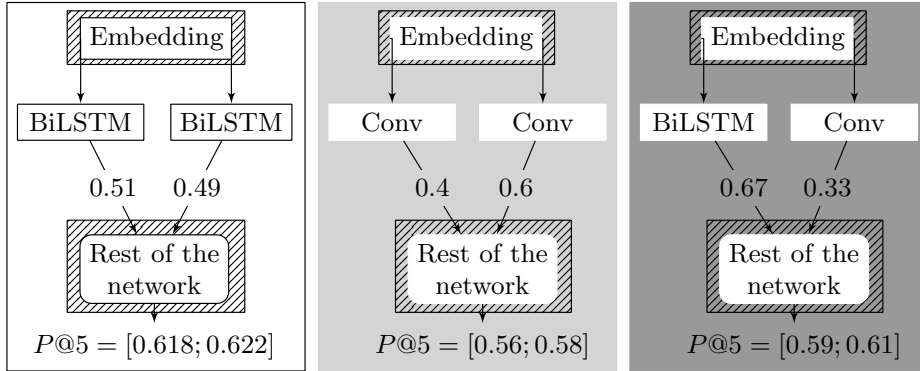 Embedding
BiLSTM
BiLSTM
0.51
0.49
Rest of the
network
P@5 = [0.618; 0.622]
Embedding
Conv
Conv
0.4
0.6
Rest of the
network
P@5 = [0.56; 0.58]
Embedding
BiLSTM
Conv
0.67
0.33
Rest of the
network
P@5 = [0.59; 0.61]